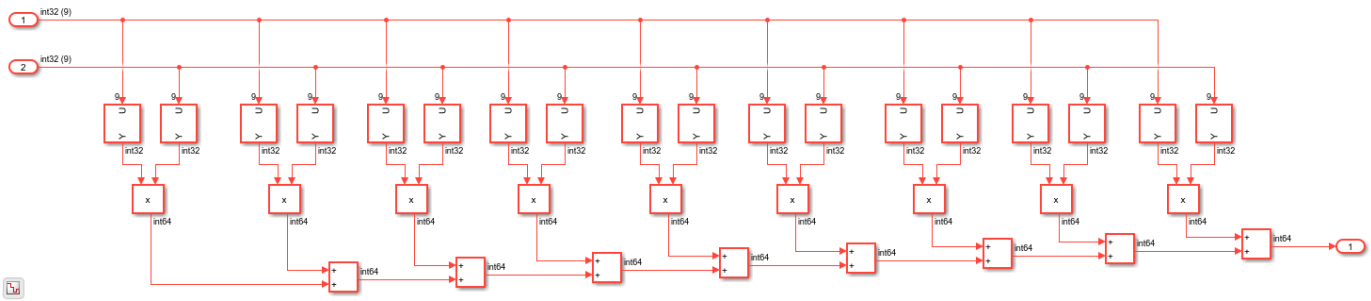 int32 (9)
1
int32 (9)
2
9 9 9 9 9 9 9 9 9 9 9 9 9 9 9 9 9 9
U U U U U U U U U U U U U U U U U U
Y Y Y Y Y Y Y Y Y Y Y Y Y Y Y Y Y Y
int32 int32 int32 int32 int32 int32 int32 int32 int32 int32 int32 int32 int32 int32 int32 int32 int32 int32
x x x x x x x x x
int64 int64 int64 int64 int64 int64 int64 int64 int64
+ + int64
+ + int64
+ + int64
+ + int64
+ + int64
+ + int64
+ + int64
+ + int64
1